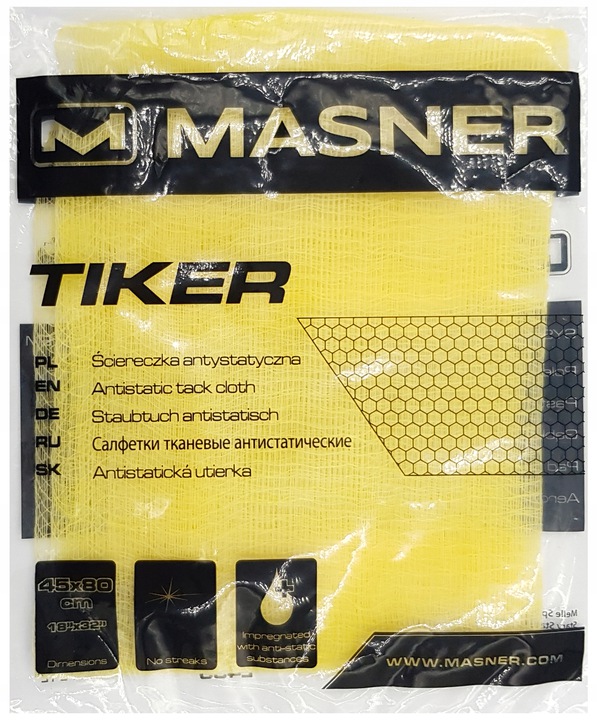 M MASNER
TIKER
PL Ściereczka antystatyczna
EN Antistatic tack cloth
DE Staubtuch antistatisch
RU Салфетки тканевые антистатические
SK Antistatická utierka
45x80
cm
16"x32"
Dimensions
No streaks
Impregnated
with anti-static
substances
WWW.MASNER.COM